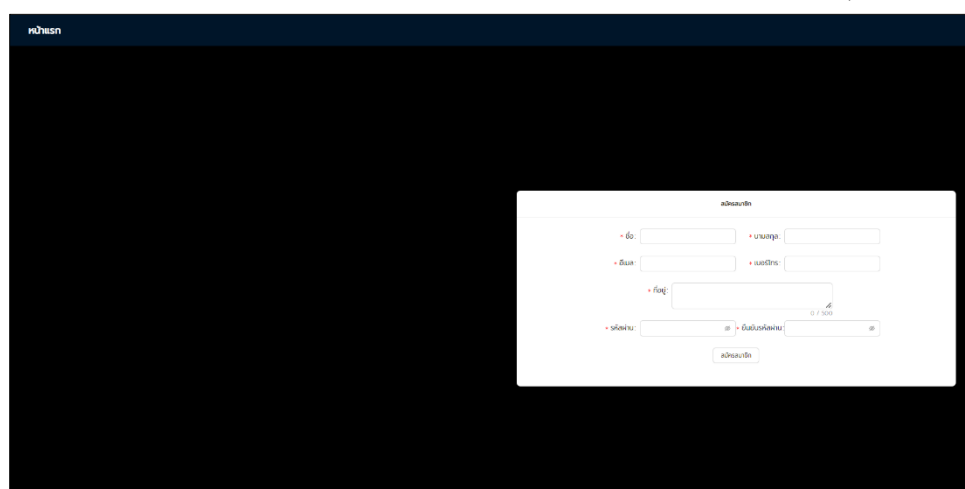 หน้าแรก
สมัครสมาชิก
* ชื่อ: * นามสกุล:
* อีเมล: * เบอร์โทร:
* ที่อยู่:
0 / 500
* รหัสผ่าน: * ยืนยันรหัสผ่าน:
สมัครสมาชิก